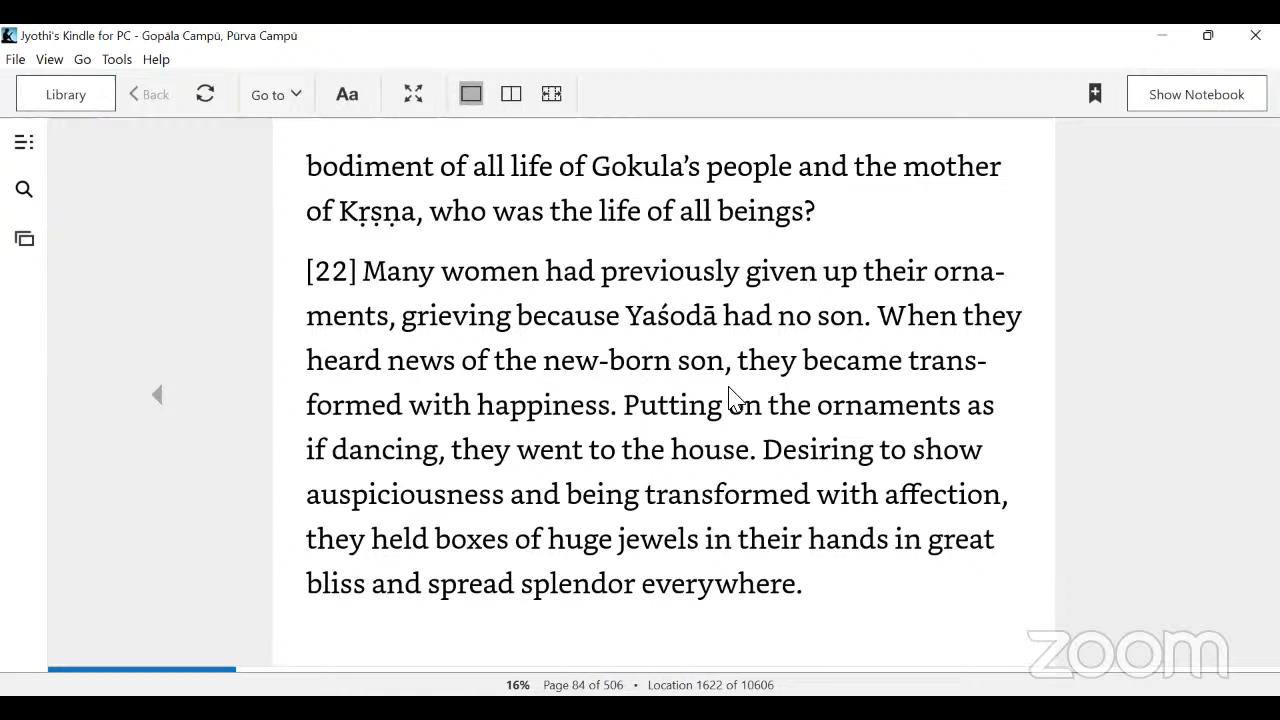 Jyothi's Kindle for PC - Gopāla Campū, Pūrva Campū
File View Go Tools Help
Library Back Go to Aa Show Notebook
bodiment of all life of Gokula’s people and the mother
of Kṛṣṇa, who was the life of all beings?
[22] Many women had previously given up their orna-
ments, grieving because Yaśodā had no son. When they
heard news of the new-born son, they became trans-
formed with happiness. Putting on the ornaments as
if dancing, they went to the house. Desiring to show
auspiciousness and being transformed with affection,
they held boxes of huge jewels in their hands in great
bliss and spread splendor everywhere.
zoom
16% Page 84 of 506 • Location 1622 of 10606